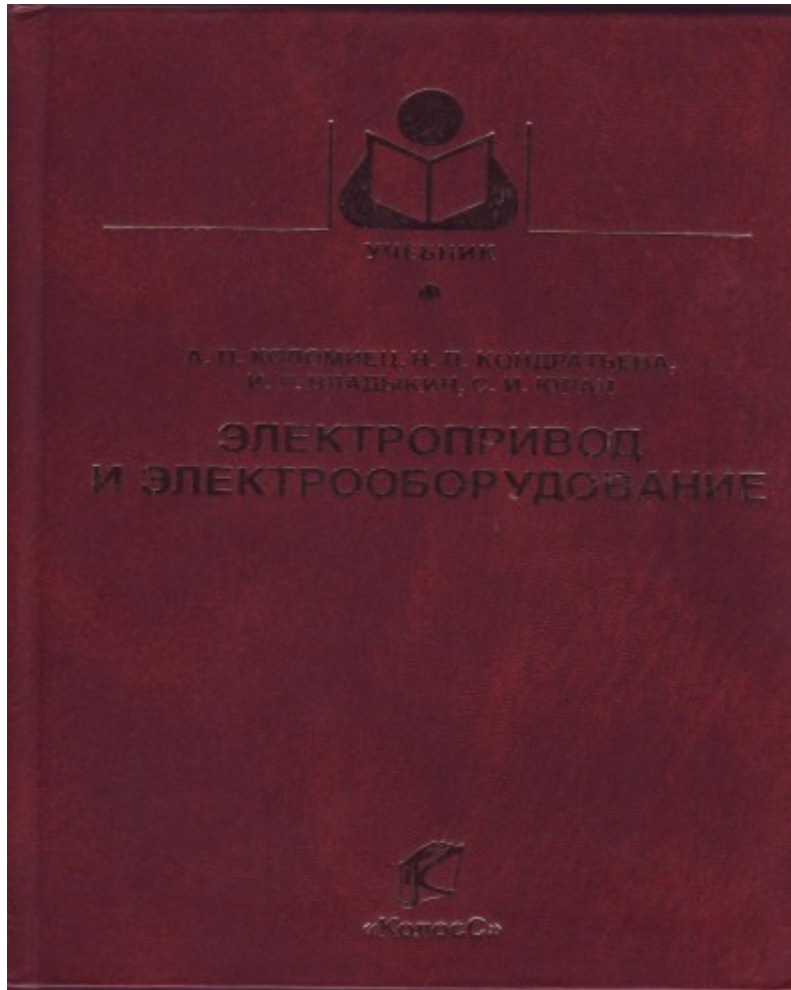 УЧЕБНИК
А. П. КОЛОМИЕЦ, Н. П. КОНДРАТЬЕВА,
И. Р. ВЛАДЫКИН, С. И. ЮРАН
ЭЛЕКТРОПРИВОД
И ЭЛЕКТРООБОРУДОВАНИЕ
«КолосС»